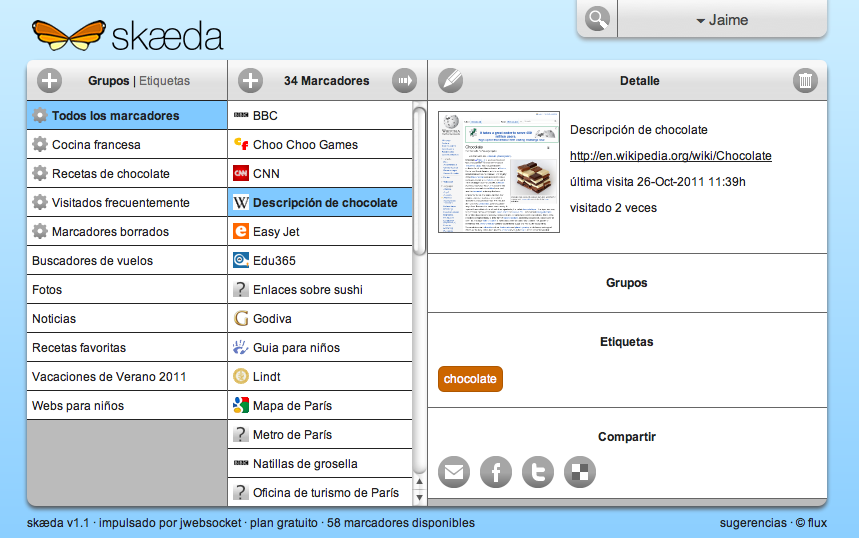 skæda
Jaime
Grupos | Etiquetas
34 Marcadores
Detalle
Todos los marcadores
Cocina francesa
Recetas de chocolate
Visitados frecuentemente
Marcadores borrados
Buscadores de vuelos
Fotos
Noticias
Recetas favoritas
Vacaciones de Verano 2011
Webs para niños
BBC BBC
Choo Choo Games
CNN CNN
W Descripción de chocolate
e Easy Jet
Edu365
? Enlaces sobre sushi
G Godiva
Guia para niños
Lindt
Mapa de París
? Metro de París
BBC Natillas de grosella
? Oficina de turismo de París
Descripción de chocolate
http://en.wikipedia.org/wiki/Chocolate
última visita 26-Oct-2011 11:39h
visitado 2 veces
Grupos
Etiquetas
chocolate
Compartir
skæda v1.1 · impulsado por jwebsocket · plan gratuito · 58 marcadores disponibles
sugerencias · © flux